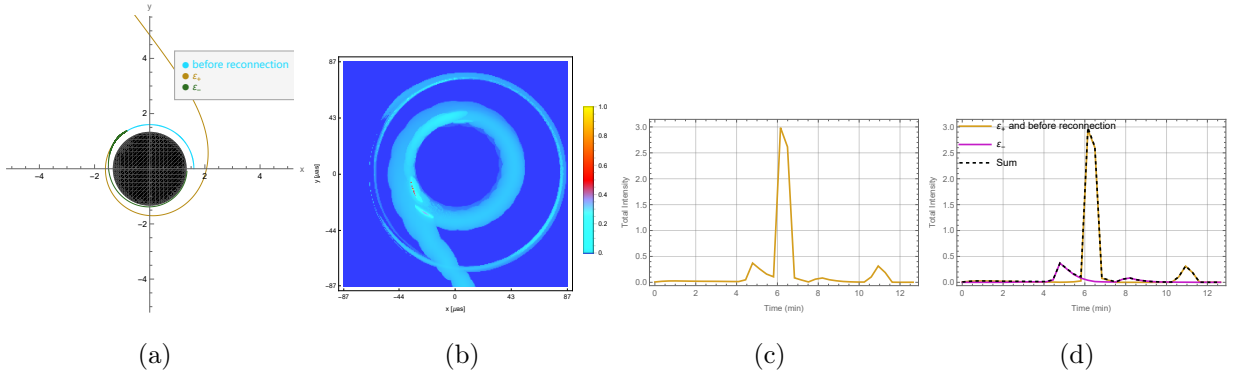 y
4
2
-4
-2
2
4
x
-2
-4
before reconnection
ε₊
ε₋
(a)
87
43
0
-44
-87
y [μas]
-87
-44
0
43
87
x [μas]
1.0
0.8
0.6
0.4
0.2
0.
(b)
3.0
2.5
2.0
1.5
1.0
0.5
0.0
Total Intensity
0
2
4
6
8
10
12
Time (min)
(c)
3.0
2.5
2.0
1.5
1.0
0.5
0.0
Total Intensity
ε₊ and before reconnection
ε₋
Sum
0
2
4
6
8
10
12
Time (min)
(d)